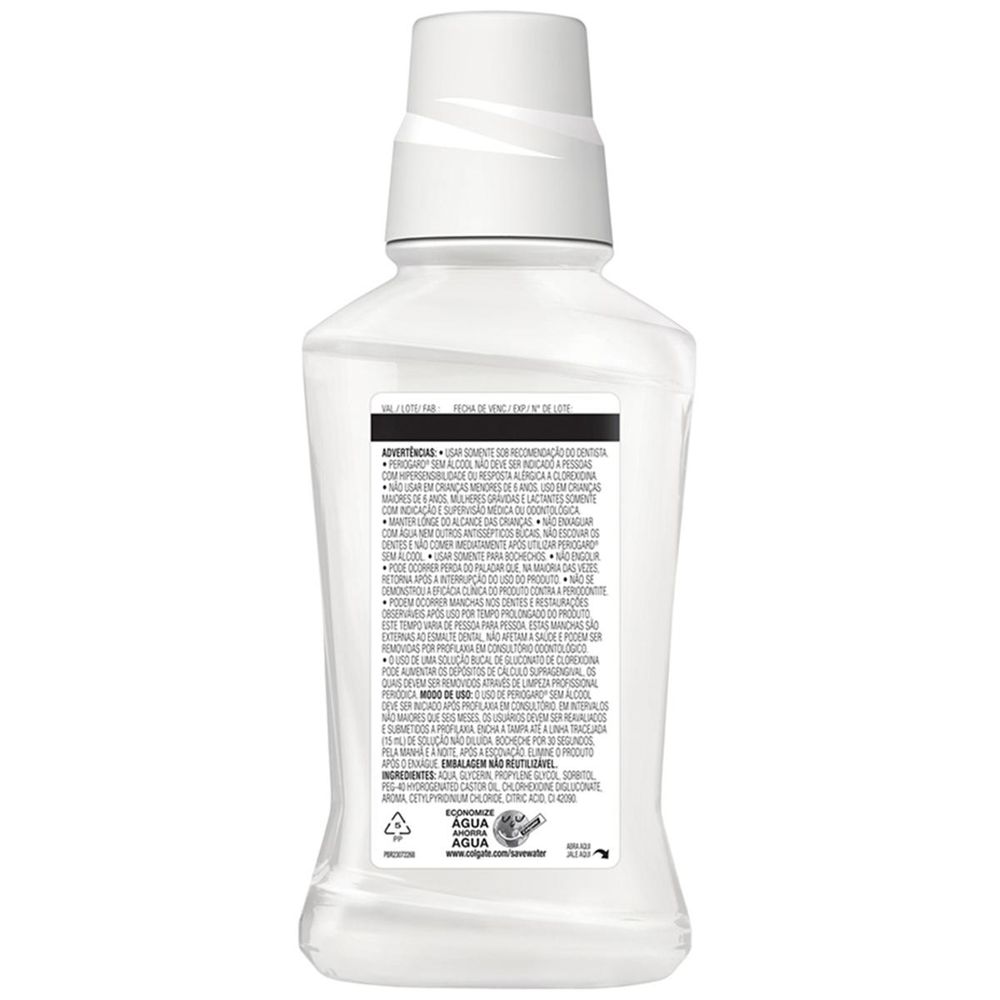 VAL./ LOTE/ FAB.: FECHA DE VENC./ EXP./ N° DE LOTE:
ADVERTÊNCIAS: • USAR SOMENTE SOB RECOMENDAÇÃO DO DENTISTA.
• PERIOGARD® SEM ÁLCOOL NÃO DEVE SER INDICADO A PESSOAS
COM HIPERSENSIBILIDADE OU RESPOSTA ALÉRGICA A CLOREXIDINA.
• NÃO USAR EM CRIANÇAS MENORES DE 6 ANOS. USO EM CRIANÇAS
MAIORES DE 6 ANOS, MULHERES GRÁVIDAS E LACTANTES SOMENTE
COM INDICAÇÃO E SUPERVISÃO MÉDICA OU ODONTOLÓGICA.
• MANTER LONGE DO ALCANCE DAS CRIANÇAS. • NÃO ENXAGUAR
COM ÁGUA NEM OUTROS ANTISSÉPTICOS BUCAIS, NÃO ESCOVAR OS
DENTES E NÃO COMER IMEDIATAMENTE APÓS UTILIZAR PERIOGARD®
SEM ÁLCOOL. • USAR SOMENTE PARA BOCHECHOS. • NÃO ENGOLIR.
• PODE OCORRER PERDA DO PALADAR QUE, NA MAIORIA DAS VEZES,
RETORNA APÓS A INTERRUPÇÃO DO USO DO PRODUTO. • NÃO SE
DEMONSTROU A EFICÁCIA CLÍNICA DO PRODUTO CONTRA A PERIODONTITE.
• PODEM OCORRER MANCHAS NOS DENTES E RESTAURAÇÕES
OBSERVÁVEIS APÓS USO POR TEMPO PROLONGADO DO PRODUTO.
ESTE TEMPO VARIA DE PESSOA PARA PESSOA. ESTAS MANCHAS SÃO
EXTERNAS AO ESMALTE DENTAL, NÃO AFETAM A SAÚDE E PODEM SER
REMOVIDAS POR PROFILAXIA EM CONSULTÓRIO ODONTOLÓGICO.
• O USO DE UMA SOLUÇÃO BUCAL DE GLUCONATO DE CLOREXIDINA
PODE AUMENTAR OS DEPÓSITOS DE CÁLCULO SUPRAGENGIVAL, OS
QUAIS DEVEM SER REMOVIDOS ATRAVÉS DE LIMPEZA PROFISSIONAL
PERIÓDICA. MODO DE USO: O USO DE PERIOGARD® SEM ÁLCOOL
DEVE SER INICIADO APÓS PROFILAXIA EM CONSULTÓRIO. EM INTERVALOS
NÃO MAIORES QUE SEIS MESES, OS USUÁRIOS DEVEM SER REAVALIADOS
E SUBMETIDOS A PROFILAXIA. ENCHA A TAMPA ATÉ A LINHA TRACEJADA
(15 mL) DE SOLUÇÃO NÃO DILUÍDA. BOCHECHE POR 30 SEGUNDOS,
PELA MANHÃ E À NOITE, APÓS A ESCOVAÇÃO. ELIMINE O PRODUTO
APÓS O ENXÁGUE. EMBALAGEM NÃO REUTILIZÁVEL.
INGREDIENTES: AQUA, GLYCERIN, PROPYLENE GLYCOL, SORBITOL,
PEG-40 HYDROGENATED CASTOR OIL, CHLORHEXIDINE DIGLUCONATE,
AROMA, CETYLPYRIDINIUM CHLORIDE, CITRIC ACID, CI 42090.
ECONOMIZE
ÁGUA
AHORRA
AGUA
www.colgate.com/savewater
5
PP
PBR23072268
ABRA AQUI
JALE AQUI